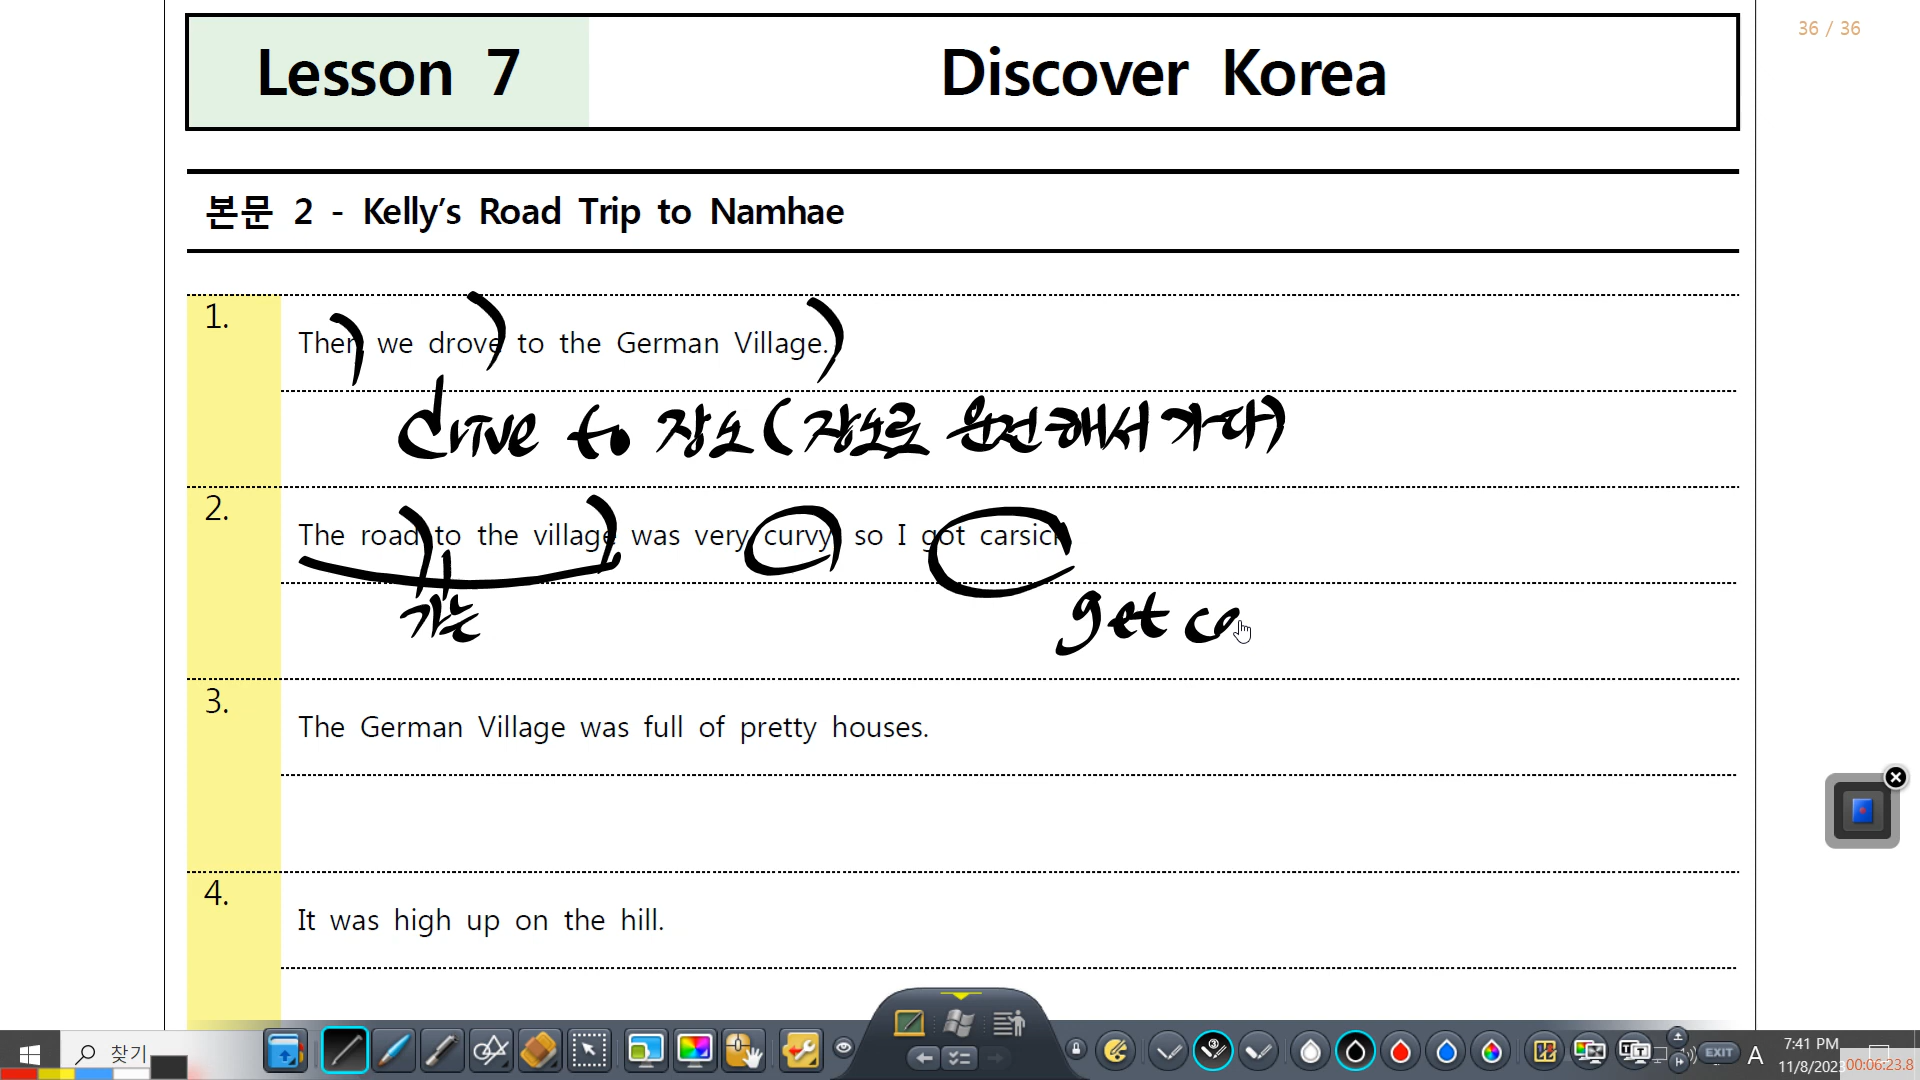 36 / 36
Lesson 7 Discover Korea
본문 2 - Kelly's Road Trip to Namhae
1. Then we drove to the German Village.
drive to 장소 (장소로 운전해서 가다)
2. The road to the village was very curvy so I got carsick
가는
get ca
3. The German Village was full of pretty houses.
4. It was high up on the hill.
찾기
EXIT
A
7:41 PM
11/8/2023
00:06:23.8